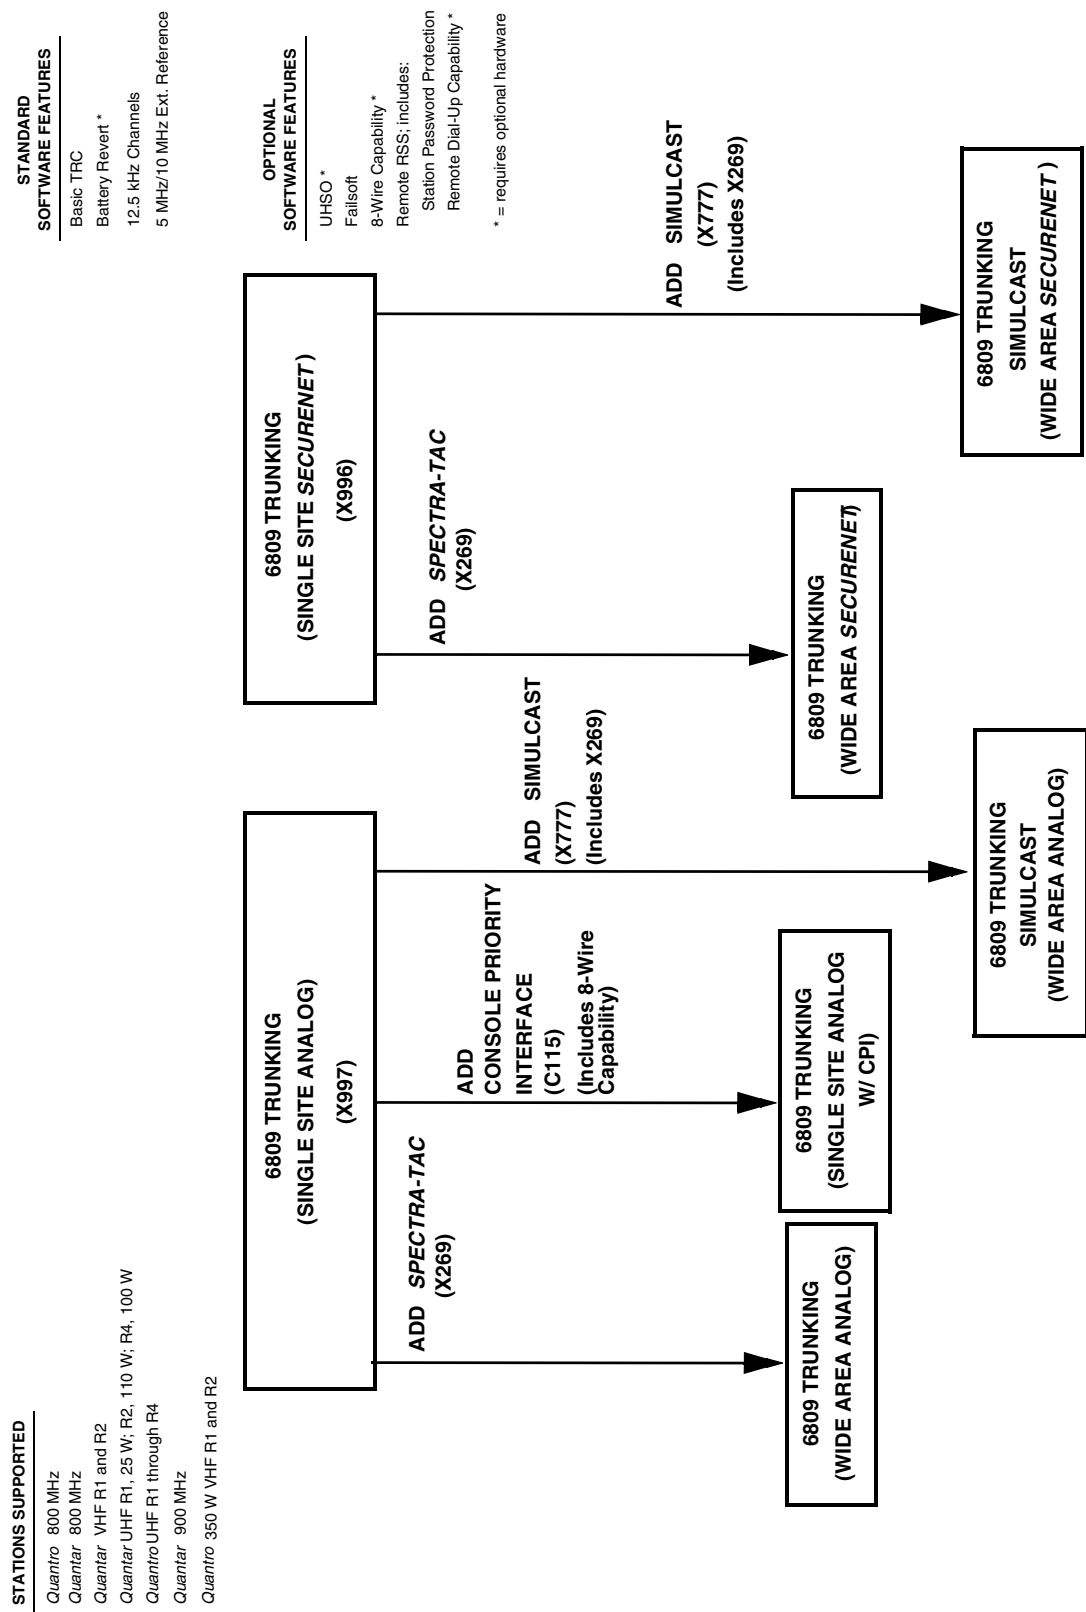 STATIONS SUPPORTED
Quantro 800 MHz
Quantar 800 MHz
Quantar VHF R1 and R2
Quantar UHF R1, 25 W; R2, 110 W; R4, 100 W
Quantro UHF R1 through R4
Quantar 900 MHz
Quantro 350 W VHF R1 and R2
STANDARD
SOFTWARE FEATURES
Basic TRC
Battery Revert *
12.5 kHz Channels
5 MHz/10 MHz Ext. Reference
OPTIONAL
SOFTWARE FEATURES
UHSO *
Failsoft
8-Wire Capability *
Remote RSS; includes:
Station Password Protection
Remote Dial-Up Capability *
* = requires optional hardware
6809 TRUNKING
(SINGLE SITE ANALOG)
(X997)
6809 TRUNKING
(SINGLE SITE SECURENET )
(X996)
ADD SPECTRA-TAC
(X269)
ADD
CONSOLE PRIORITY
INTERFACE
(C115)
(Includes 8-Wire
Capability)
ADD SIMULCAST
(X777)
(Includes X269)
ADD SPECTRA-TAC
(X269)
ADD SIMULCAST
(X777)
(Includes X269)
6809 TRUNKING
(WIDE AREA ANALOG)
6809 TRUNKING
(SINGLE SITE ANALOG
W/ CPI)
6809 TRUNKING
SIMULCAST
(WIDE AREA ANALOG)
6809 TRUNKING
(WIDE AREA SECURENET)
6809 TRUNKING
SIMULCAST
(WIDE AREA SECURENET )